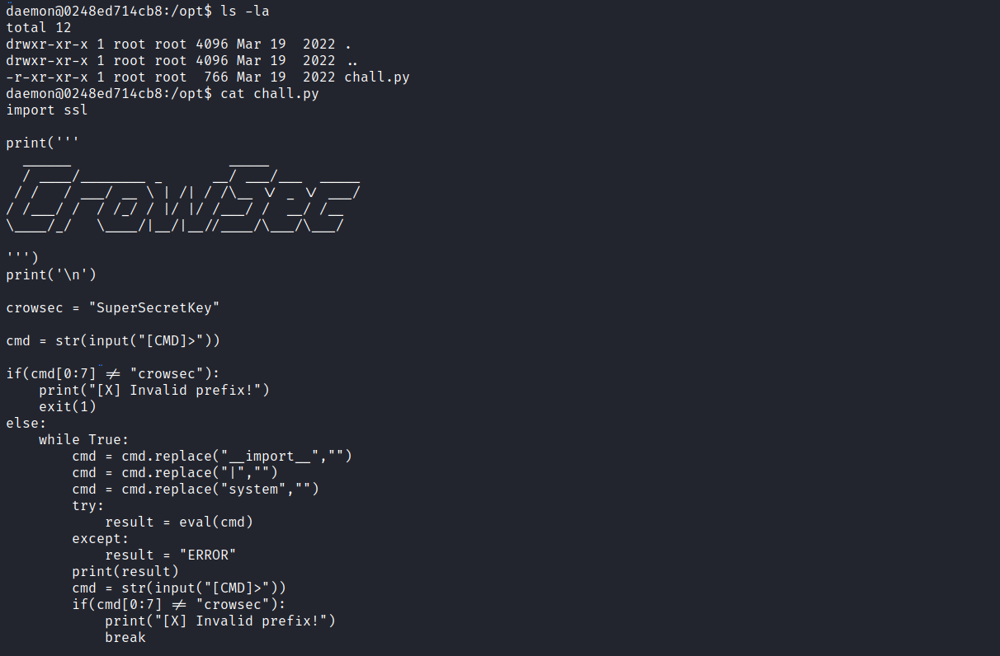 daemon@0248ed714cb8:/opt$ ls -la
total 12
drwxr-xr-x 1 root root 4096 Mar 19  2022 .
drwxr-xr-x 1 root root 4096 Mar 19  2022 ..
-r-xr-xr-x 1 root root  766 Mar 19  2022 chall.py
daemon@0248ed714cb8:/opt$ cat chall.py
import ssl

print('''
   ______                   _____
  / ____/________ _      __/ ___/___  _____
 / /   / ___/ __ \ | /| / /\__ \/ _ \/ ___/
/ /___/ /  / /_/ / |/ |/ /___/ /  __/ /__
\____/_/   \____/|__/|__//____/\___/\___/

''')
print('\n')

crowsec = "SuperSecretKey"

cmd = str(input("[CMD]>"))

if(cmd[0:7] != "crowsec"):
    print("[X] Invalid prefix!")
    exit(1)
else:
    while True:
        cmd = cmd.replace("__import__","")
        cmd = cmd.replace("|","")
        cmd = cmd.replace("system","")
        try:
            result = eval(cmd)
        except:
            result = "ERROR"
        print(result)
        cmd = str(input("[CMD]>"))
        if(cmd[0:7] != "crowsec"):
            print("[X] Invalid prefix!")
            break